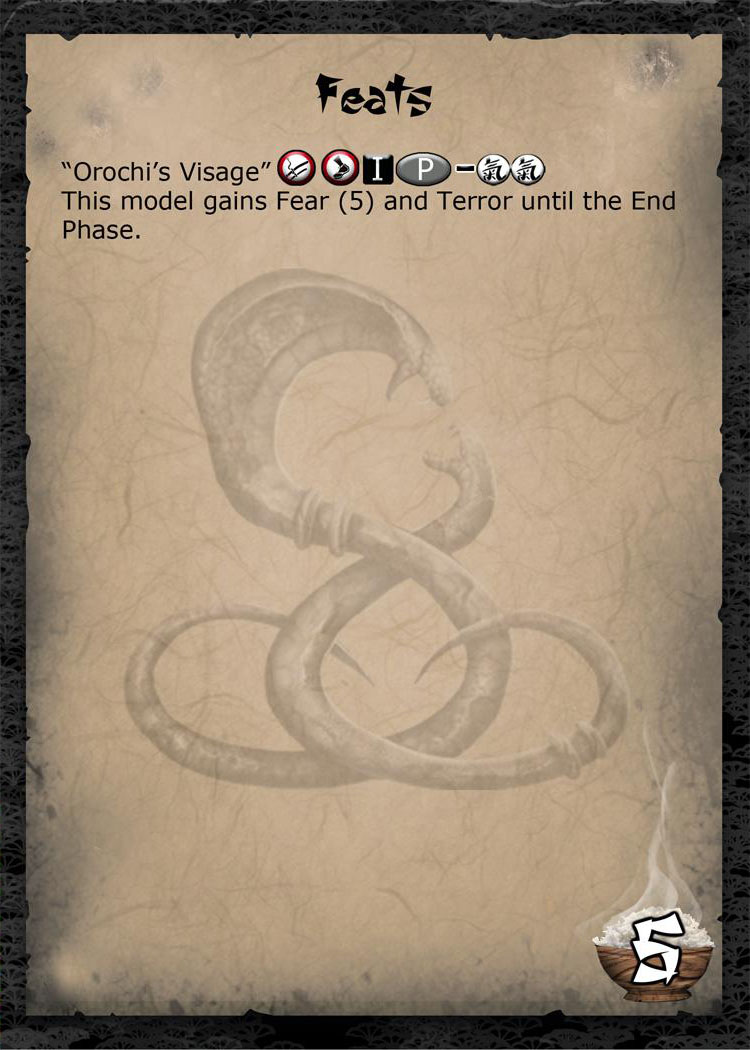 Feats
“Orochi’s Visage” I P -氣氣
This model gains Fear (5) and Terror until the End
Phase.
5